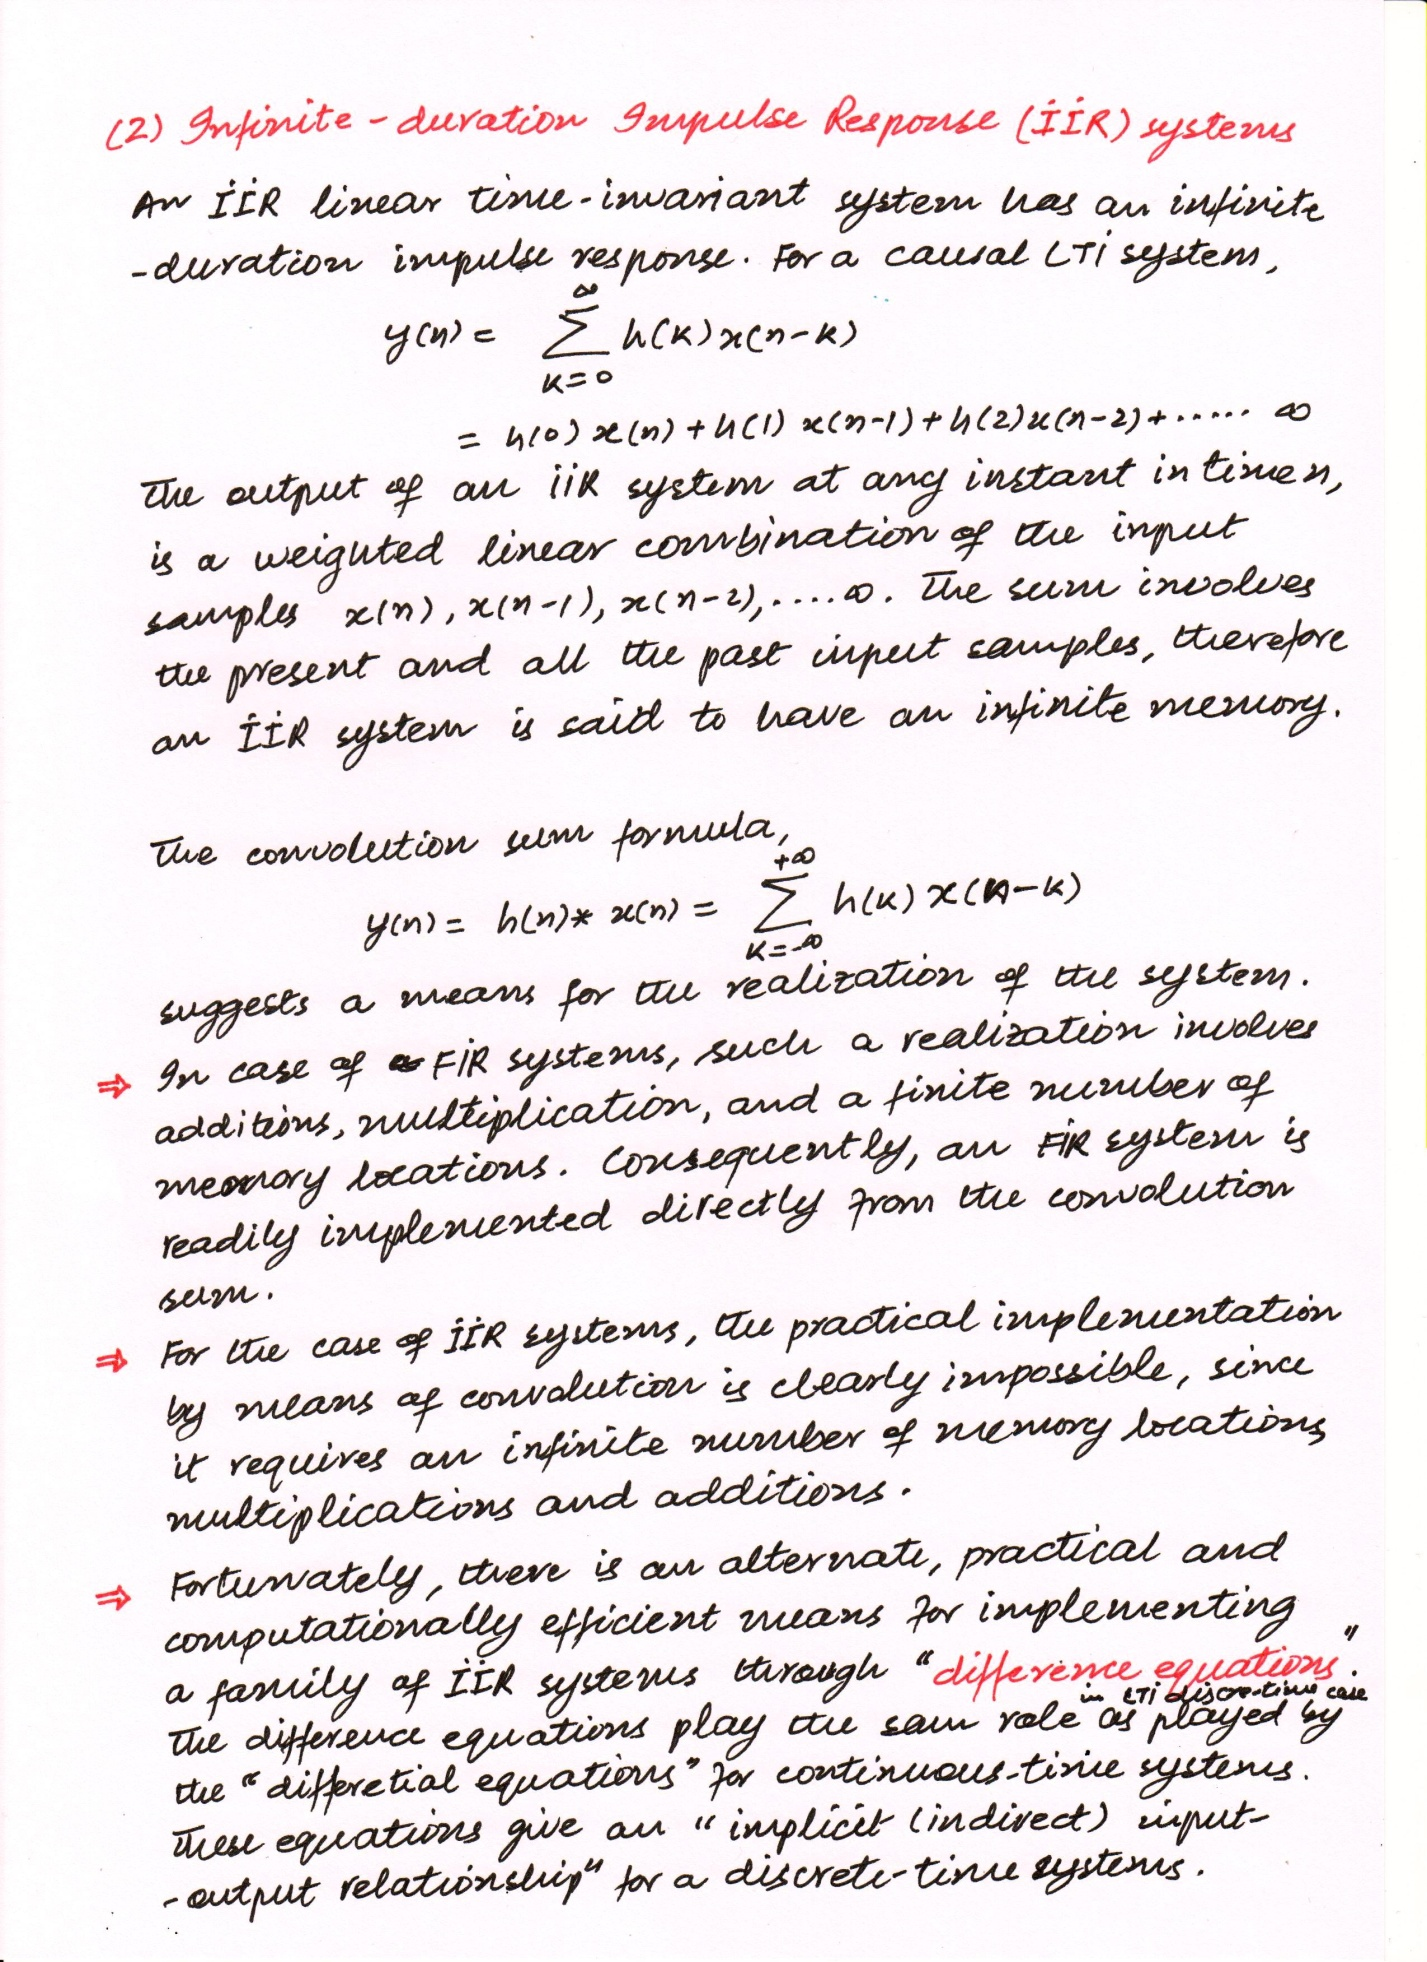 (2) Infinite-duration Impulse Response (IIR) systems
An IIR linear time-invariant system has an infinite
-duration impulse response. For a causal LTI system,
y(n) = ∞ Σ k=0 h(k)x(n-k)
= h(0) x(n) + h(1) x(n-1) + h(2)x(n-2) + ..... ∞
The output of an IIR system at any instant in time n,
is a weighted linear combination of the input
samples x(n), x(n-1), x(n-2), .... ∞. The sum involves
the present and all the past input samples, therefore
an IIR system is said to have an infinite memory.
The convolution sum formula,
y(n) = h(n)* x(n) = +∞ Σ k=-∞ h(k) x(n-k)
suggests a means for the realization of the system.
⇒ In case of FIR systems, such a realization involves
additions, multiplication, and a finite number of
memory locations. Consequently, an FIR system is
readily implemented directly from the convolution
sum.
⇒ For the case of IIR systems, the practical implementation
by means of convolution is clearly impossible, since
it requires an infinite number of memory locations,
multiplications and additions.
⇒ Fortunately, there is an alternate, practical and
computationally efficient means for implementing
a family of IIR systems through "difference equations".
in LTI discre-time case
The difference equations play the sam role as played by
the "differetial equations" for continuous-time systems.
These equations give an "implicit (indirect) input-
-output relationship" for a discrete-time systems.